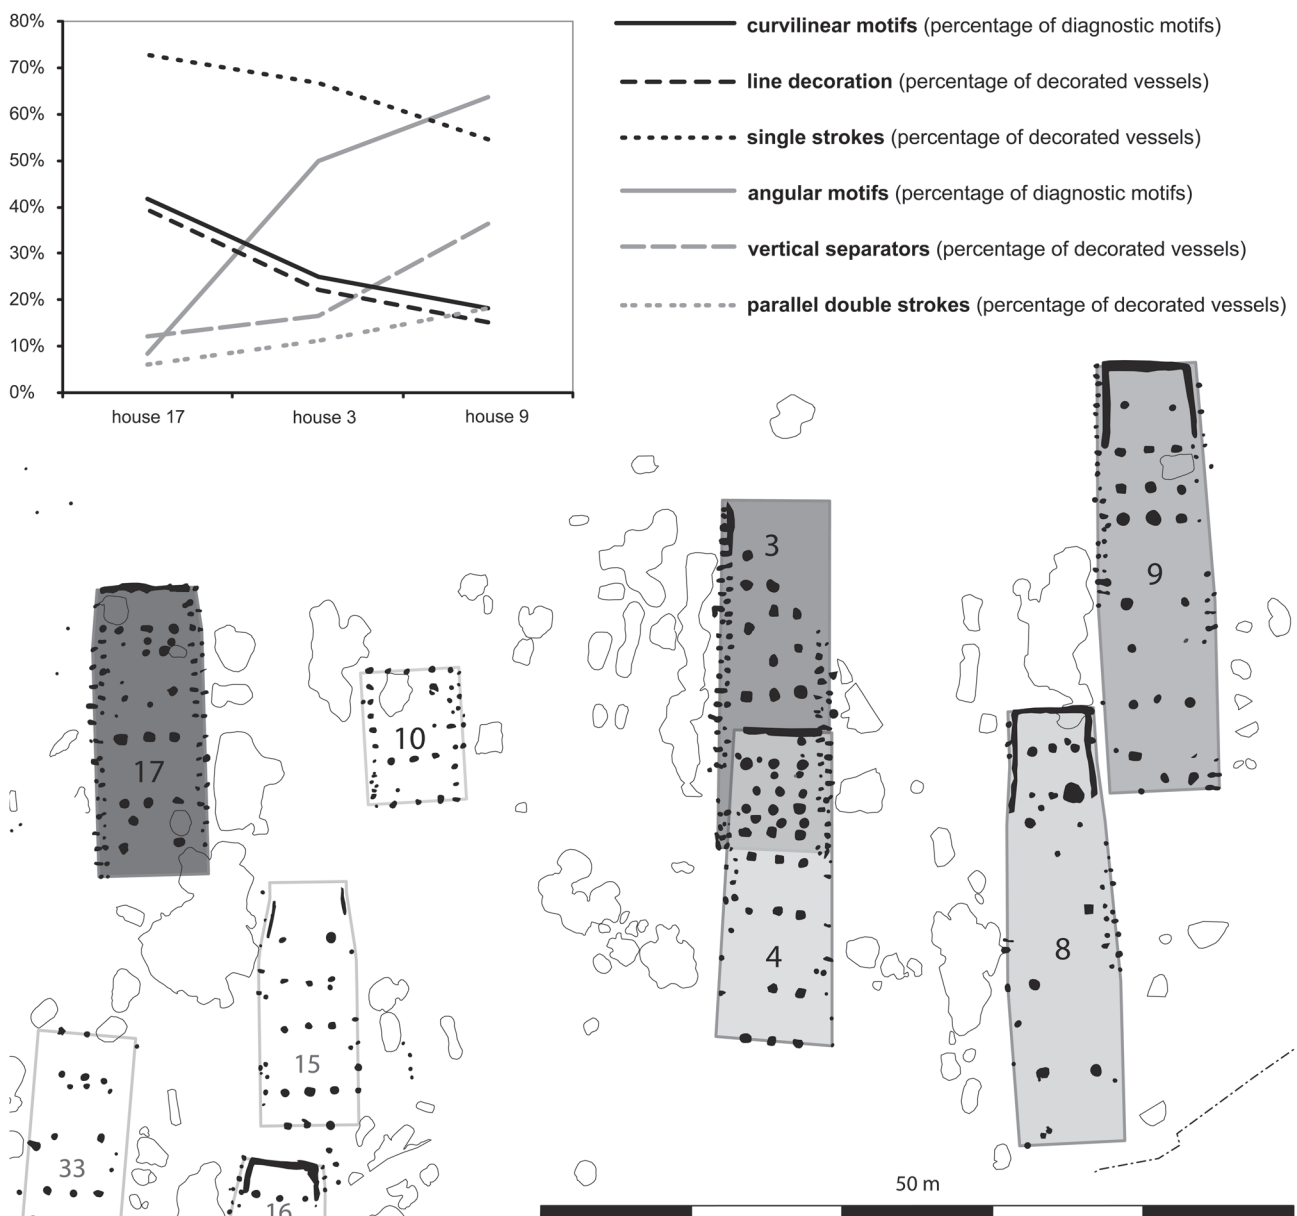 80%
70%
60%
50%
40%
30%
20%
10%
0%
house 17
house 3
house 9
curvilinear motifs (percentage of diagnostic motifs)
line decoration (percentage of decorated vessels)
single strokes (percentage of decorated vessels)
angular motifs (percentage of diagnostic motifs)
vertical separators (percentage of decorated vessels)
parallel double strokes (percentage of decorated vessels)
3
9
10
17
4
8
15
33
16
50 m